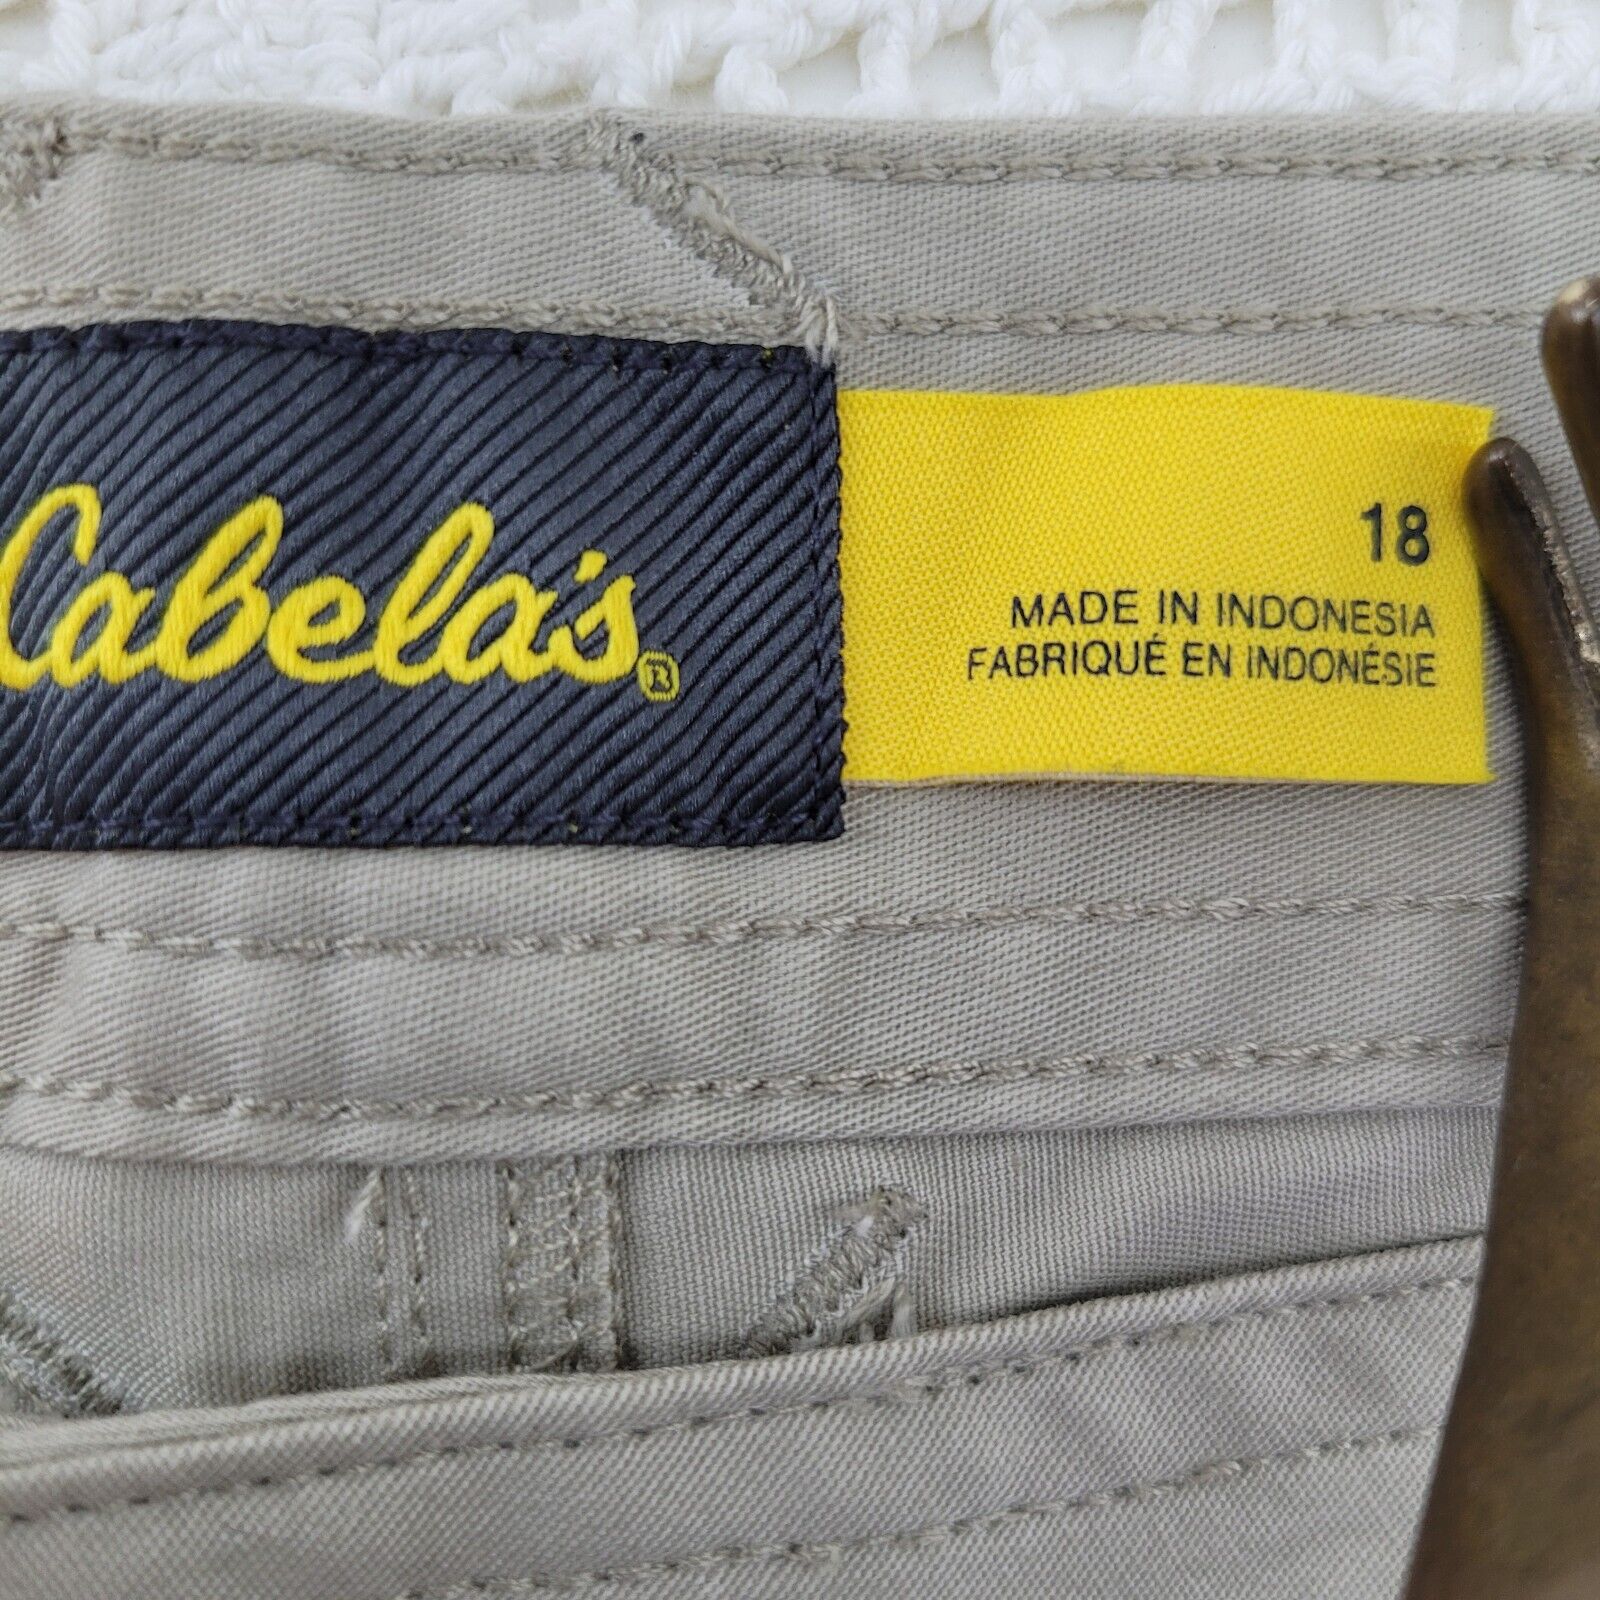 Cabela's®
18
MADE IN INDONESIA
FABRIQUÉ EN INDONÉSIE